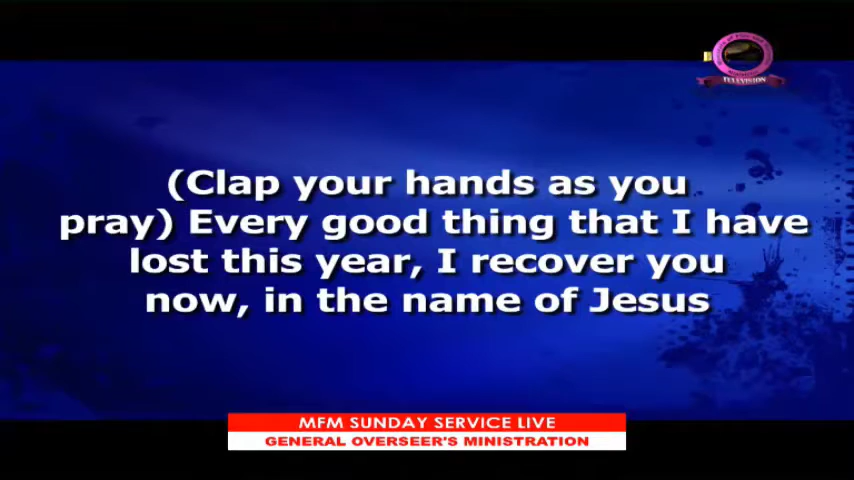 TELEVISION
(Clap your hands as you
pray) Every good thing that I have
lost this year, I recover you
now, in the name of Jesus
MFM SUNDAY SERVICE LIVE
GENERAL OVERSEER'S MINISTRATION